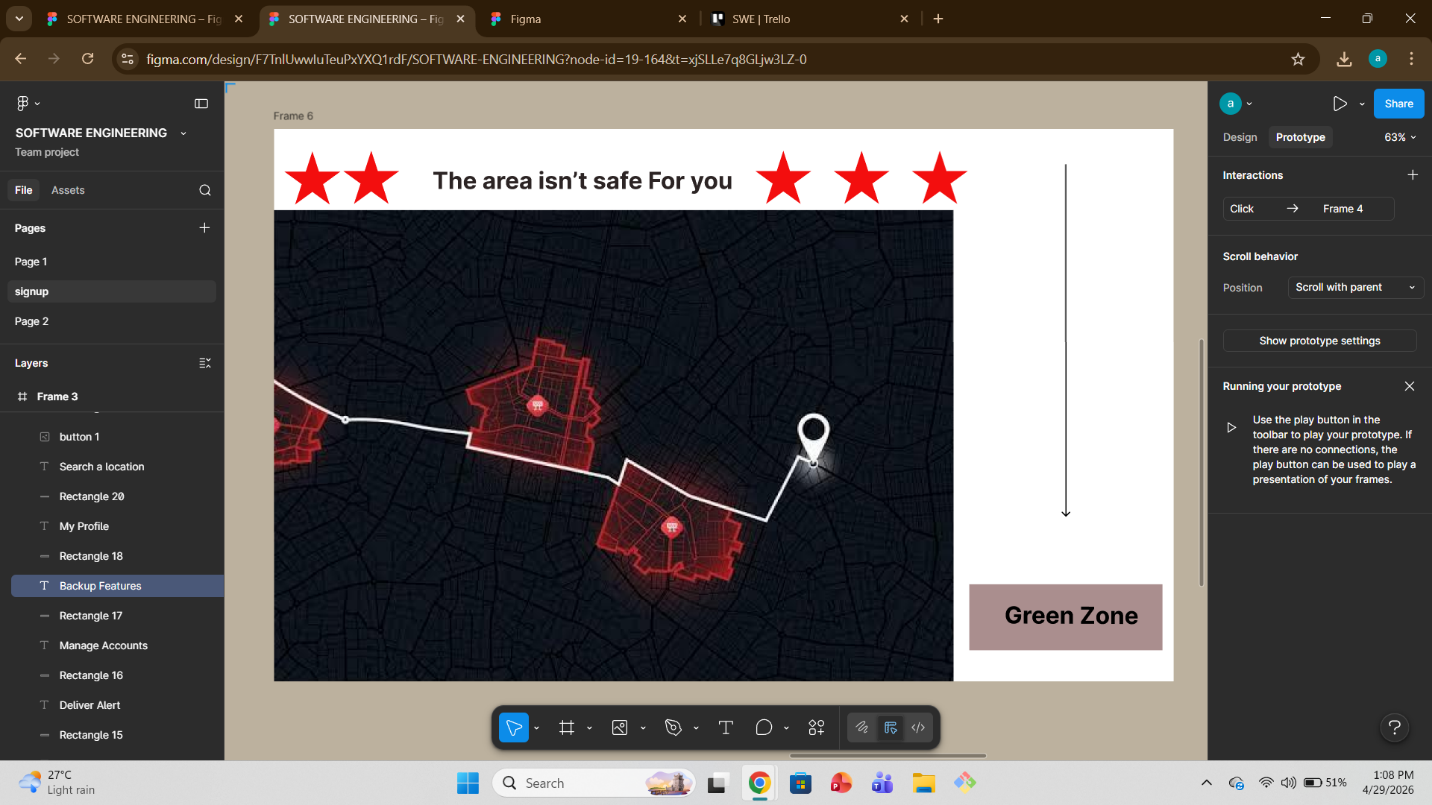 SOFTWARE ENGINEERING – Fig
SOFTWARE ENGINEERING – Fig
Figma
SWE | Trello
figma.com/design/F7TnlUwwIuTeuPxYXQ1rdF/SOFTWARE-ENGINEERING?node-id=19-164&t=xjSLLe7q8GLjw3LZ-0
a
SOFTWARE ENGINEERING
Team project
File
Assets
Pages
Page 1
signup
Page 2
Layers
Frame 3
button 1
Search a location
Rectangle 20
My Profile
Rectangle 18
Backup Features
Rectangle 17
Manage Accounts
Rectangle 16
Deliver Alert
Rectangle 15
Frame 6
The area isn’t safe For you
Green Zone
a
Share
Design
Prototype
63%
Interactions
Click
Frame 4
Scroll behavior
Position
Scroll with parent
Show prototype settings
Running your prototype
Use the play button in the
toolbar to play your prototype. If
there are no connections, the
play button can be used to play a
presentation of your frames.
27°C
Light rain
Search
51%
1:08 PM
4/29/2026